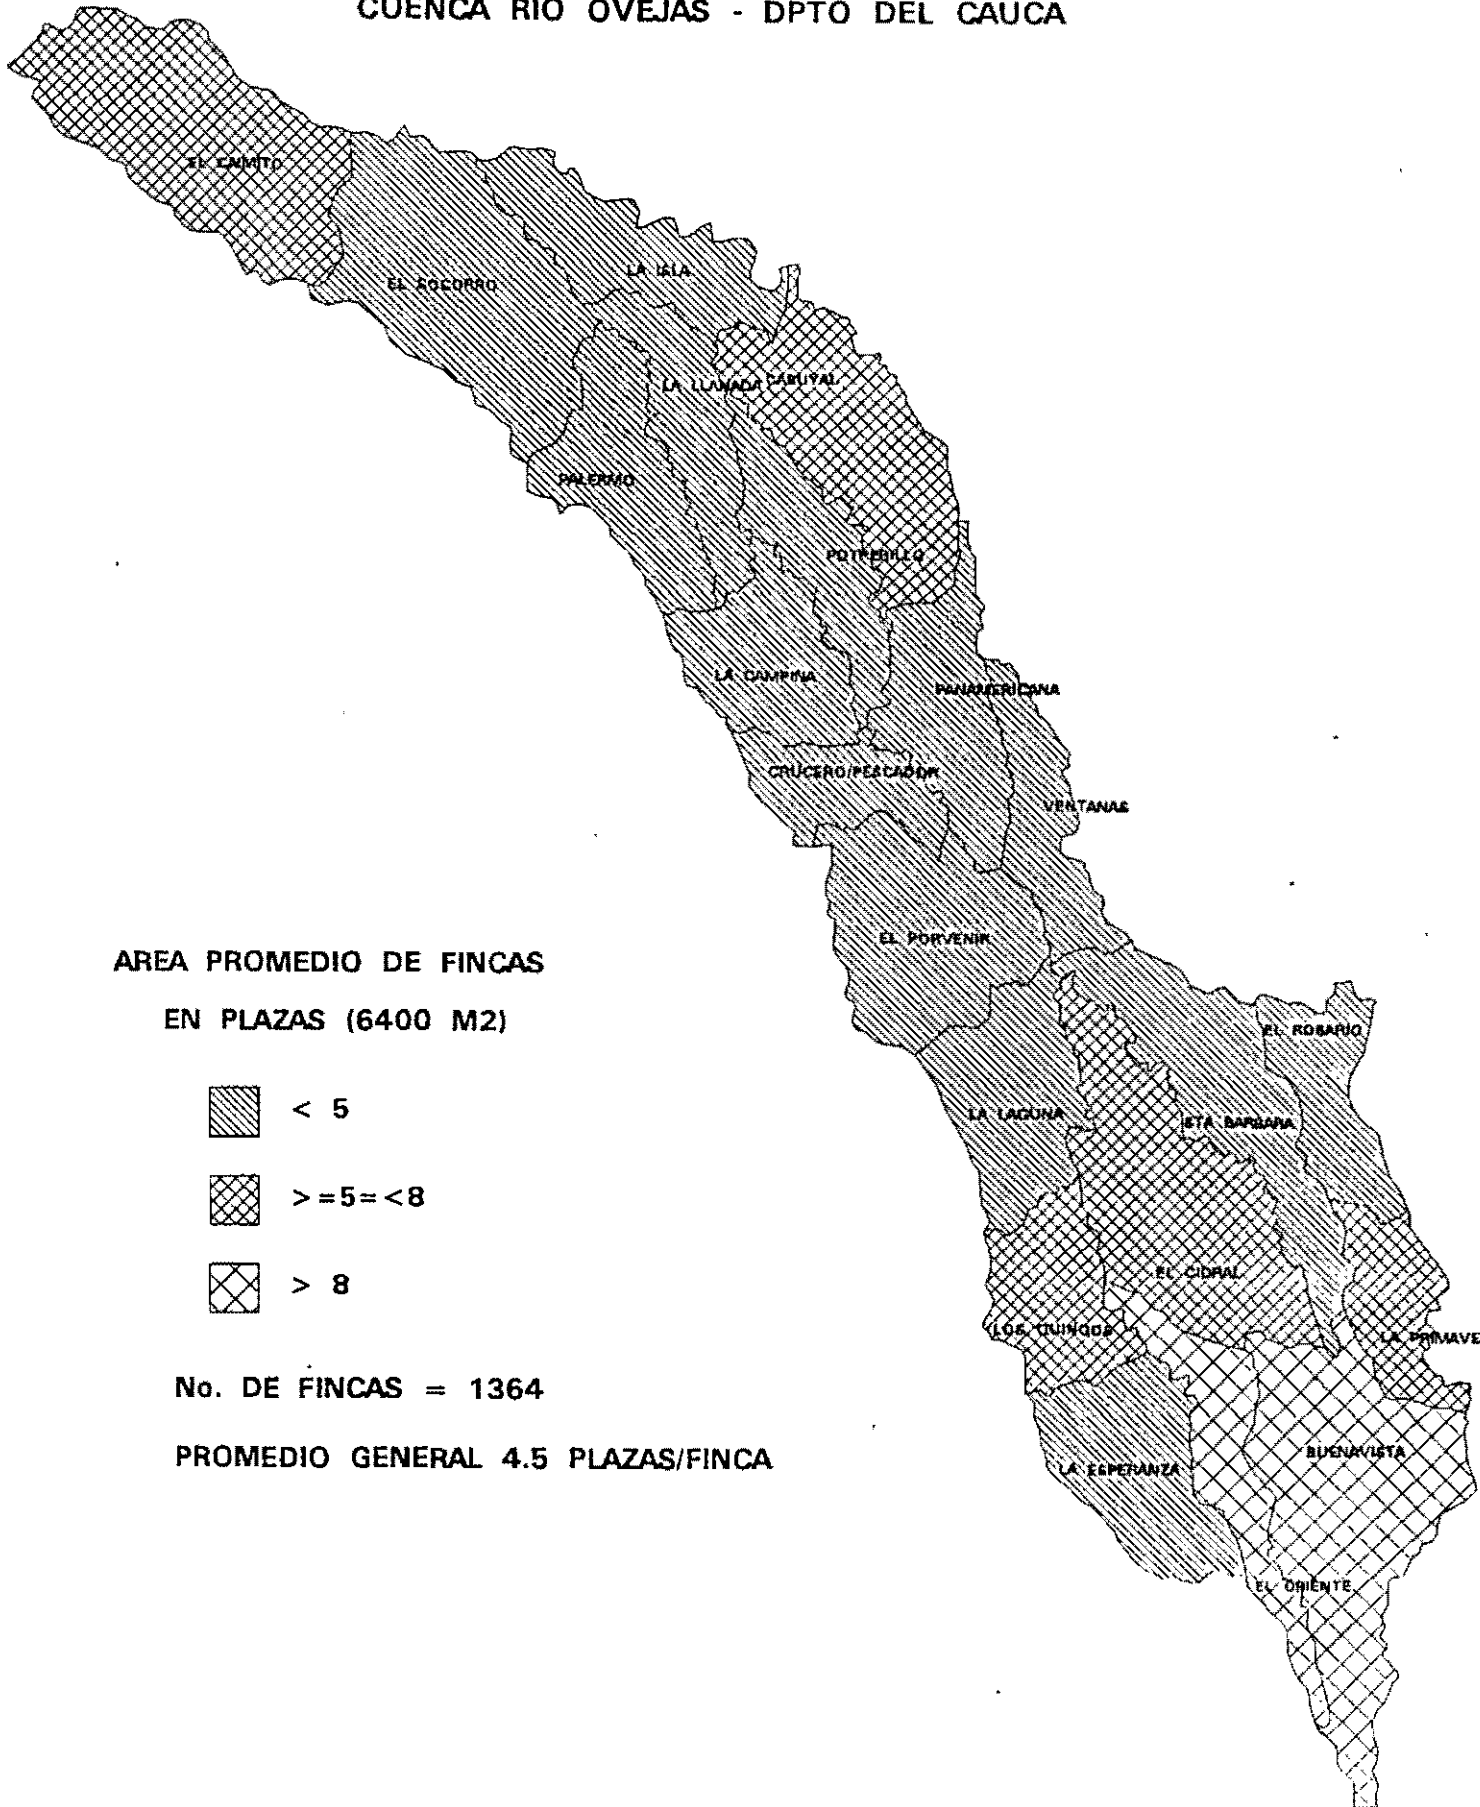 CUENCA RIO OVEJAS - DPTO DEL CAUCA
EL CAIMITO
LA ISLA
EL SOCORRO
LA LLANADA
CABUYAL
PALERMO
POTRERILLO
LA CAMPINA
PANAMERICANA
CRUCERO/PESCADOR
VENTANAS
EL PORVENIR
AREA PROMEDIO DE FINCAS
EN PLAZAS (6400 M2)
EL ROSARIO
< 5
LA LAGUNA
STA BARBARA
>=5=<8
EL CIDRAL
> 8
LOS QUINGOS
LA PRIMAVE
No. DE FINCAS = 1364
PROMEDIO GENERAL 4.5 PLAZAS/FINCA
BUENAVISTA
LA ESPERANZA
EL ORIENTE